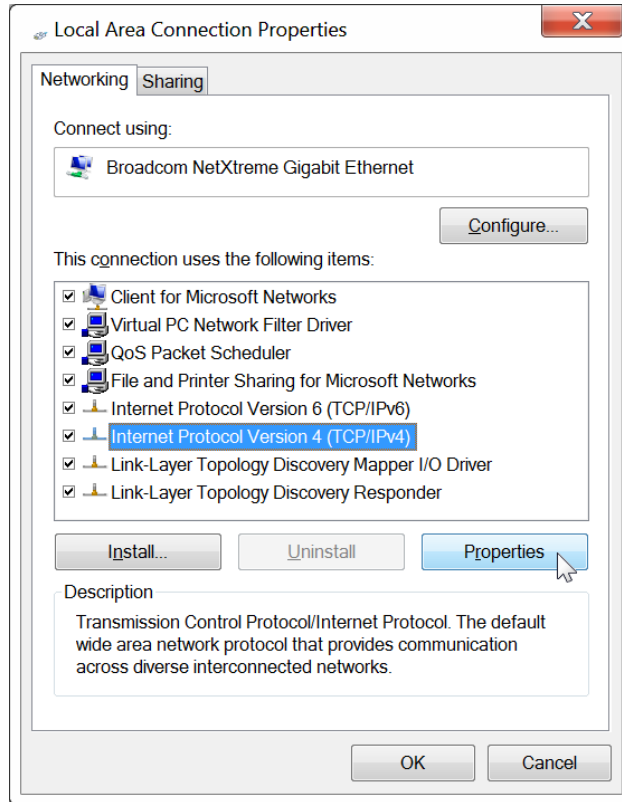 Local Area Connection Properties
Networking
Sharing
Connect using:
Broadcom NetXtreme Gigabit Ethernet
Configure...
This connection uses the following items:
Client for Microsoft Networks
Virtual PC Network Filter Driver
QoS Packet Scheduler
File and Printer Sharing for Microsoft Networks
Internet Protocol Version 6 (TCP/IPv6)
Internet Protocol Version 4 (TCP/IPv4)
Link-Layer Topology Discovery Mapper I/O Driver
Link-Layer Topology Discovery Responder
Install...
Uninstall
Properties
Description
Transmission Control Protocol/Internet Protocol. The default
wide area network protocol that provides communication
across diverse interconnected networks.
OK
Cancel